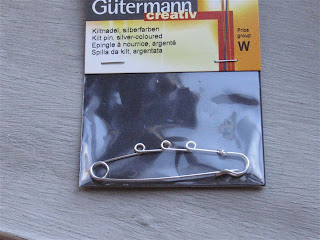 Gütermann
creativ
Kiltnadel, silberfarben
Kilt pin, silver-coloured
Epingle à nourrice, argenté
Spilla da kilt, argentata
Price
group
W